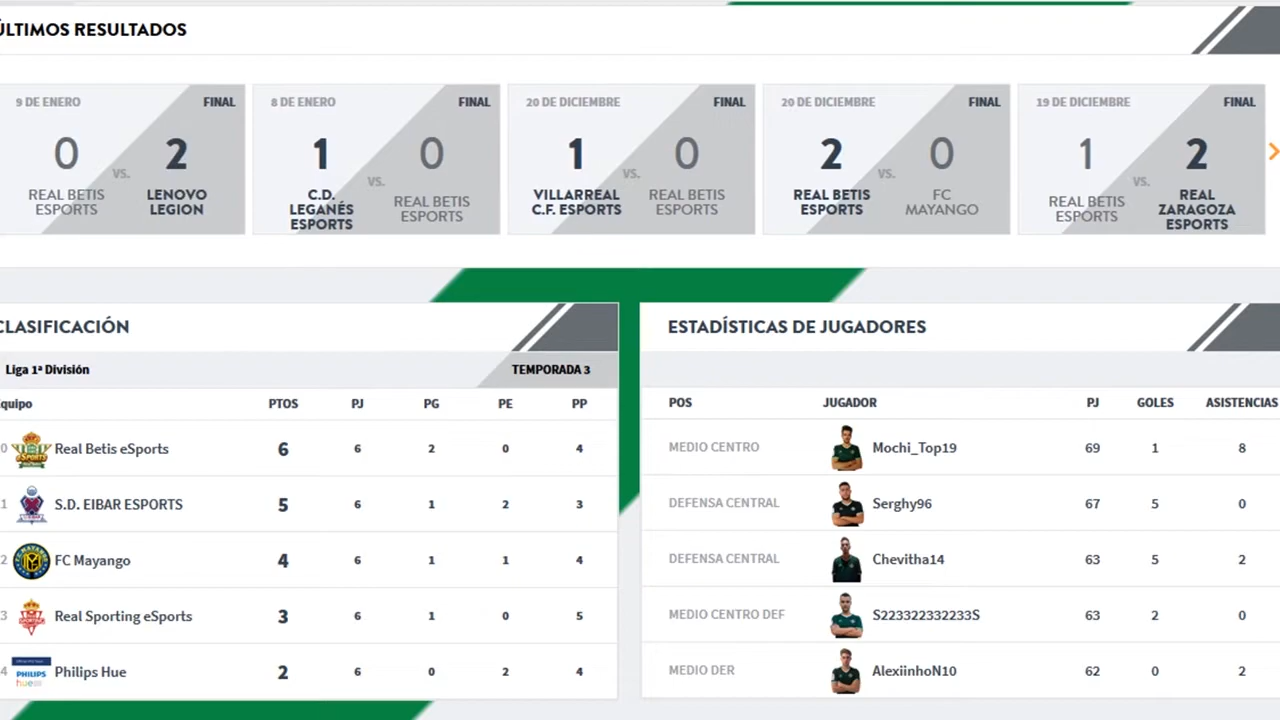 ÚLTIMOS RESULTADOS
9 DE ENERO FINAL
0 VS. 2
REAL BETIS ESPORTS LENOVO LEGION
8 DE ENERO FINAL
1 VS. 0
C.D. LEGANÉS ESPORTS REAL BETIS ESPORTS
20 DE DICIEMBRE FINAL
1 VS. 0
VILLARREAL C.F. ESPORTS REAL BETIS ESPORTS
20 DE DICIEMBRE FINAL
2 VS. 0
REAL BETIS ESPORTS FC MAYANGO
19 DE DICIEMBRE FINAL
1 VS. 2
REAL BETIS ESPORTS REAL ZARAGOZA ESPORTS
CLASIFICACIÓN
Liga 1ª División TEMPORADA 3
quipo PTOS PJ PG PE PP
0 Real Betis eSports 6 6 2 0 4
1 S.D. EIBAR ESPORTS 5 6 1 2 3
2 FC Mayango 4 6 1 1 4
3 Real Sporting eSports 3 6 1 0 5
4 PHILIPS hue Philips Hue 2 6 0 2 4
ESTADÍSTICAS DE JUGADORES
POS JUGADOR PJ GOLES ASISTENCIAS
MEDIO CENTRO Mochi_Top19 69 1 8
DEFENSA CENTRAL Serghy96 67 5 0
DEFENSA CENTRAL Chevitha14 63 5 2
MEDIO CENTRO DEF S223322332233S 63 2 0
MEDIO DER AlexiinhoN10 62 0 2